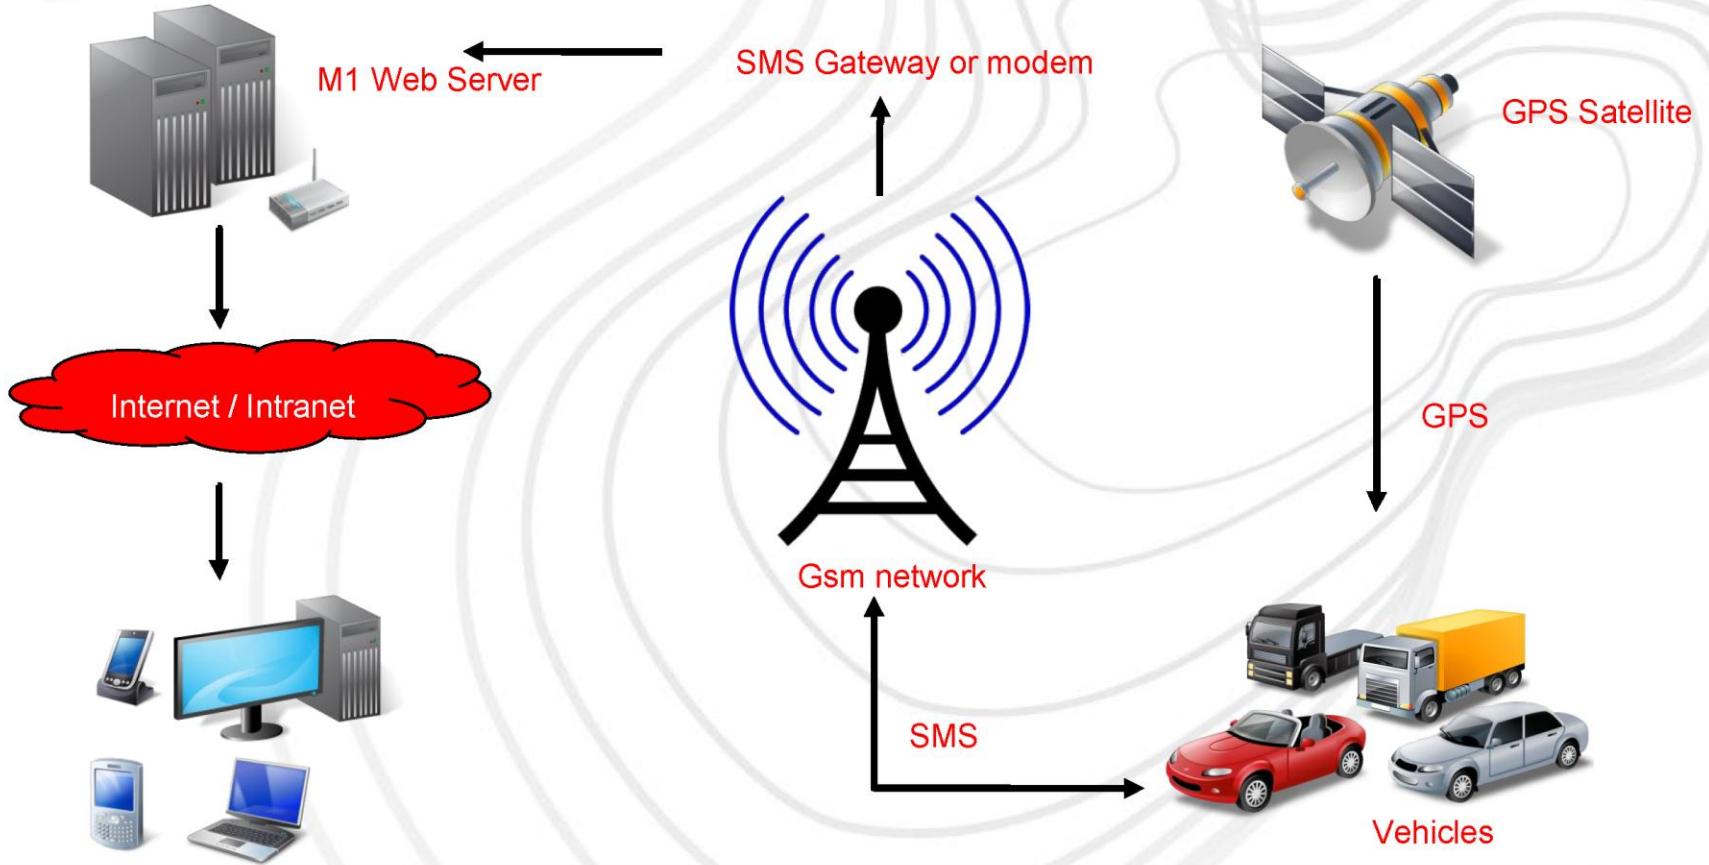 M1 Web Server
SMS Gateway or modem
GPS Satellite
Internet / Intranet
GPS
Gsm network
SMS
Vehicles